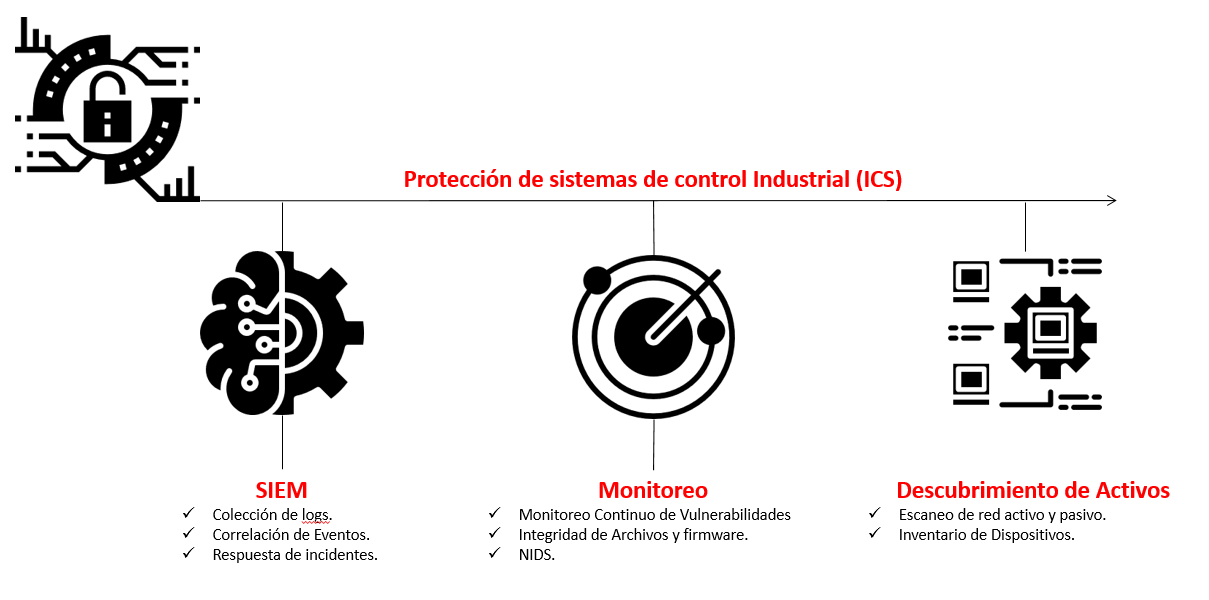 Protección de sistemas de control Industrial (ICS)
SIEM
✓ Colección de logs.
✓ Correlación de Eventos.
✓ Respuesta de incidentes.
Monitoreo
✓ Monitoreo Continuo de Vulnerabilidades
✓ Integridad de Archivos y firmware.
✓ NIDS.
Descubrimiento de Activos
✓ Escaneo de red activo y pasivo.
✓ Inventario de Dispositivos.